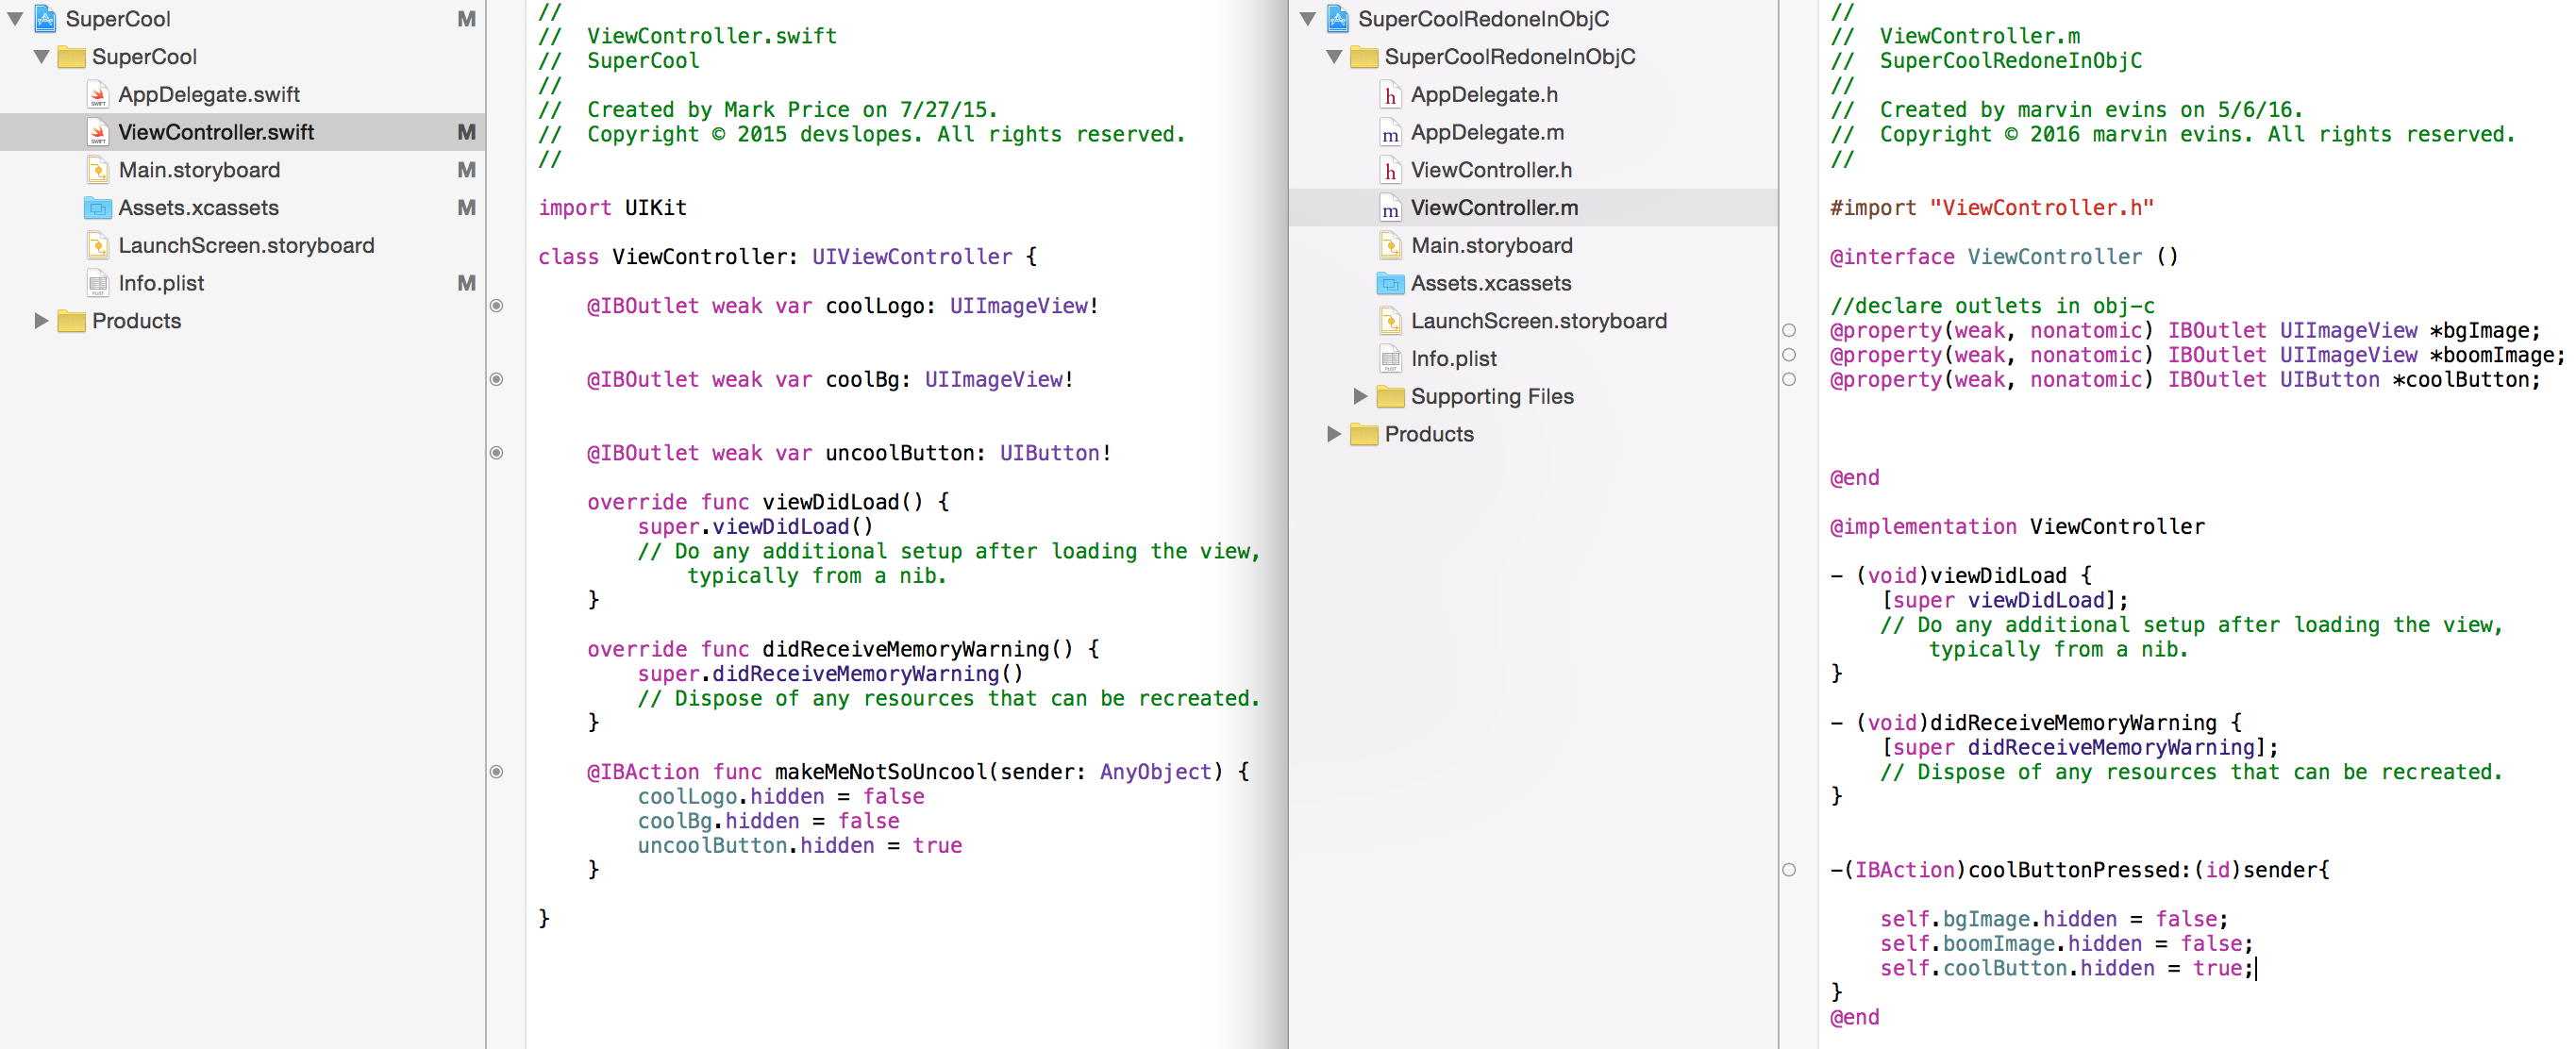 SuperCool M
SuperCool
AppDelegate.swift
ViewController.swift M
Main.storyboard M
Assets.xcassets M
LaunchScreen.storyboard
Info.plist M
Products
//
//  ViewController.swift
//  SuperCool
//
//  Created by Mark Price on 7/27/15.
//  Copyright © 2015 devslopes. All rights reserved.
//
import UIKit
class ViewController: UIViewController {
@IBOutlet weak var coolLogo: UIImageView!
@IBOutlet weak var coolBg: UIImageView!
@IBOutlet weak var uncoolButton: UIButton!
override func viewDidLoad() {
super.viewDidLoad()
// Do any additional setup after loading the view,
typically from a nib.
}
override func didReceiveMemoryWarning() {
super.didReceiveMemoryWarning()
// Dispose of any resources that can be recreated.
}
@IBAction func makeMeNotSoUncool(sender: AnyObject) {
coolLogo.hidden = false
coolBg.hidden = false
uncoolButton.hidden = true
}
}
SuperCoolRedoneInObjC
SuperCoolRedoneInObjC
h AppDelegate.h
m AppDelegate.m
h ViewController.h
m ViewController.m
Main.storyboard
Assets.xcassets
LaunchScreen.storyboard
Info.plist
Supporting Files
Products
//
//  ViewController.m
//  SuperCoolRedoneInObjC
//
//  Created by marvin evins on 5/6/16.
//  Copyright © 2016 marvin evins. All rights reserved.
//
#import "ViewController.h"
@interface ViewController ()
//declare outlets in obj-c
@property(weak, nonatomic) IBOutlet UIImageView *bgImage;
@property(weak, nonatomic) IBOutlet UIImageView *boomImage;
@property(weak, nonatomic) IBOutlet UIButton *coolButton;
@end
@implementation ViewController
- (void)viewDidLoad {
[super viewDidLoad];
// Do any additional setup after loading the view,
typically from a nib.
}
- (void)didReceiveMemoryWarning {
[super didReceiveMemoryWarning];
// Dispose of any resources that can be recreated.
}
-(IBAction)coolButtonPressed:(id)sender{
self.bgImage.hidden = false;
self.boomImage.hidden = false;
self.coolButton.hidden = true;
}
@end